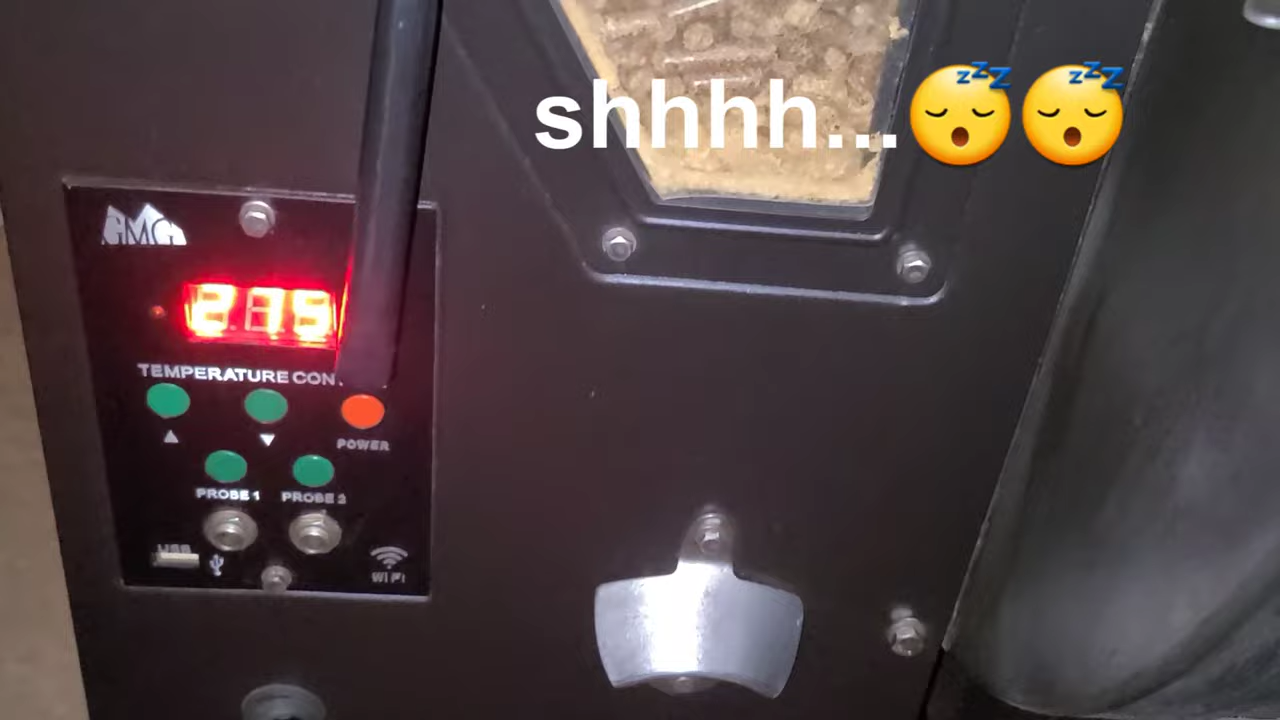 shhhh...😴😴
GMG
275
TEMPERATURE CON
POWER
PROBE 1 PROBE 2
USB
WIFI